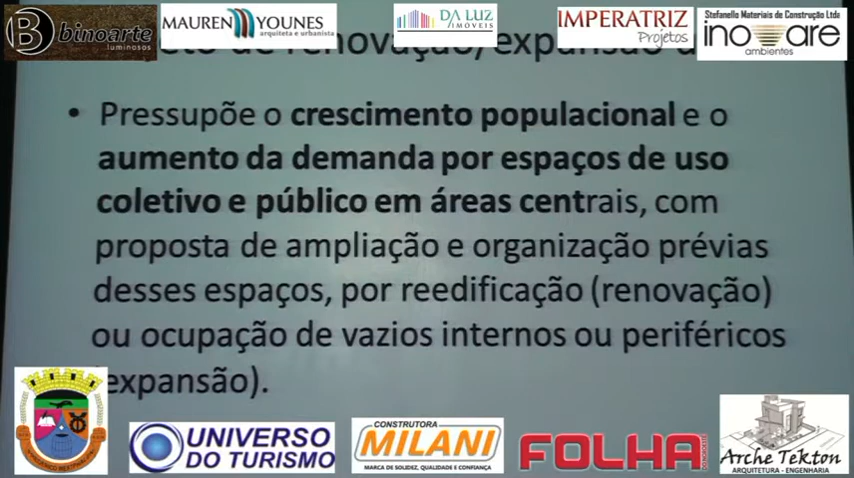 binoarte
luminosos
MAUREN YOUNES
arquiteta e urbanista
DA LUZ
IMÓVEIS
IMPERATRIZ
Projetos
Stefanello Materiais de Construção Ltda
inovare
ambientes
de renovação/expansão
• Pressupõe o crescimento populacional e o
aumento da demanda por espaços de uso
coletivo e público em áreas centrais, com
proposta de ampliação e organização prévias
desses espaços, por reedificação (renovação)
ou ocupação de vazios internos ou periféricos
expansão).
UNIVERSO
DO TURISMO
CONSTRUTORA
MILANI
MARCA DE SOLIDEZ, QUALIDADE E CONFIANÇA
FOLHA
Arche Tekton
ARQUITETURA - ENGENHARIA